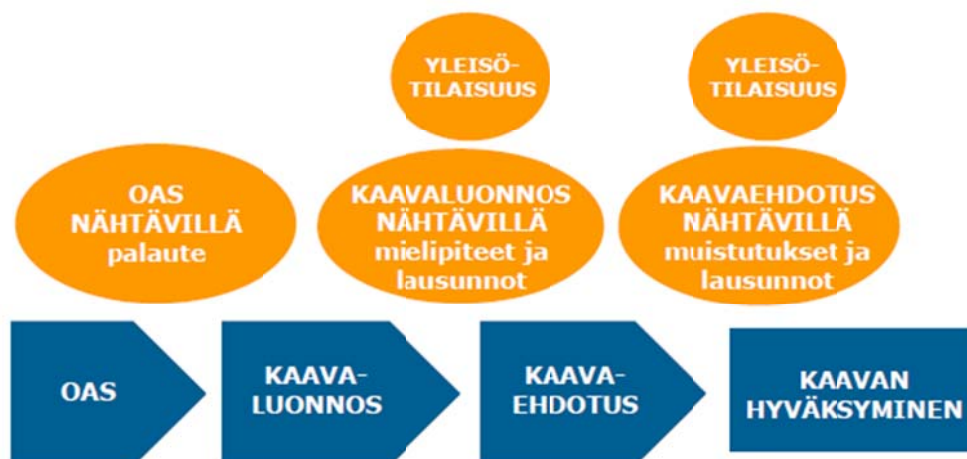 YLEISÖ-
TILAISUUS
YLEISÖ-
TILAISUUS
OAS
NÄHTÄVILLÄ
palaute
KAAVALUONNOS
NÄHTÄVILLÄ
mielipiteet ja
lausunnot
KAAVAEHDOTUS
NÄHTÄVILLÄ
muistutukset ja
lausunnot
OAS
KAAVA-
LUONNOS
KAAVA-
EHDOTUS
KAAVAN
HYVÄKSYMINEN